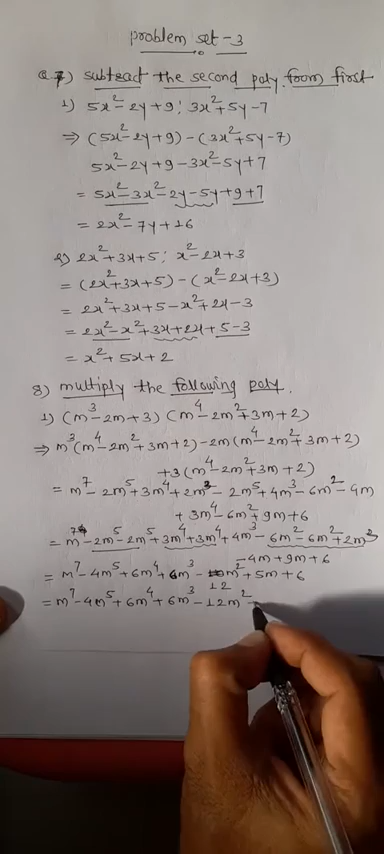 problem set-3
Q.7) subtract the second poly. from first
1) 5x²-2y+9; 3x²+5y-7
⇒ (5x²-2y+9)-(3x²+5y-7)
5x²-2y+9-3x²-5y+7
= 5x²-3x²-2y-5y+9+7
= 2x²-7y+16
2) 2x²+3x+5; x²-2x+3
= (2x²+3x+5)-(x²-2x+3)
= 2x²+3x+5-x²+2x-3
= 2x²-x²+3x+2x+5-3
= x²+5x+2
8) multiply the following poly.
1) (m³-2m+3)(m⁴-2m²+3m+2)
⇒ m³(m⁴-2m²+3m+2)-2m(m⁴-2m²+3m+2)
+3(m⁴-2m²+3m+2)
= m⁷-2m⁵+3m⁴+2m³-2m⁵+4m³-6m²-4m
+3m⁴-6m²+9m+6
= m⁷-2m⁵-2m⁵+3m⁴+3m⁴+4m³-6m²-6m²+2m³
-4m+9m+6
= m⁷-4m⁵+6m⁴+6m³-12m²+5m+6
= m⁷-4m⁵+6m⁴+6m³-12m²